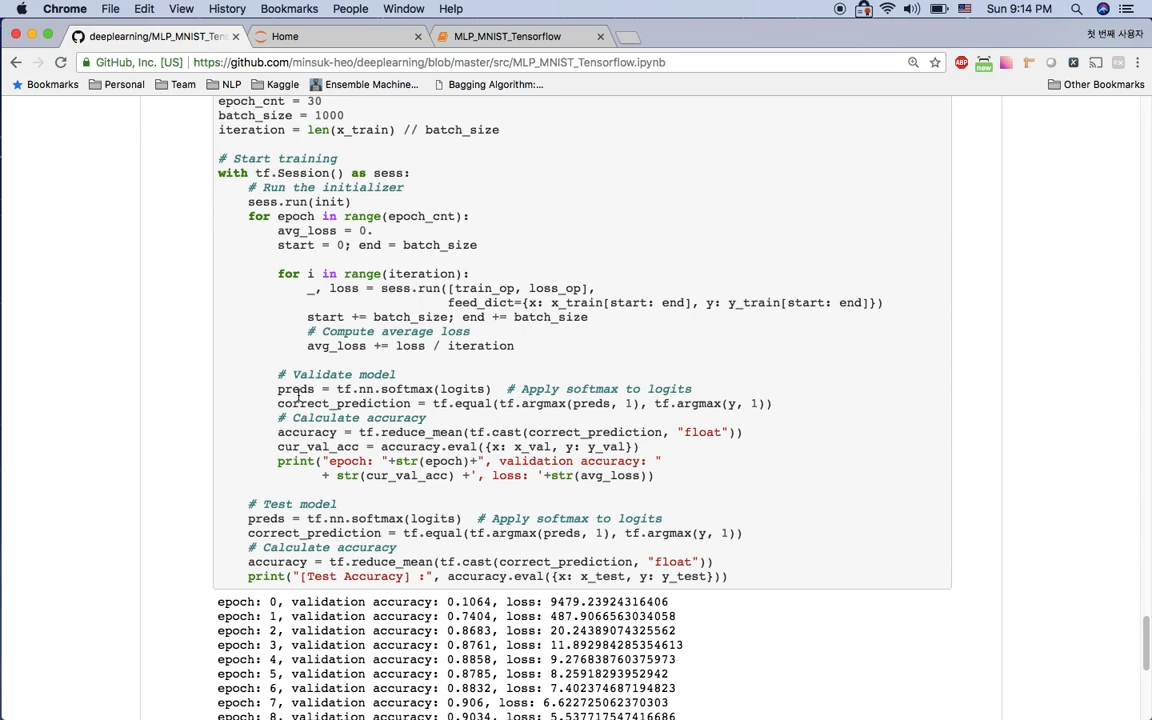 Chrome File Edit View History Bookmarks People Window Help Sun 9:14 PM
deeplearning/MLP_MNIST_Tens × Home × MLP_MNIST_Tensorflow × 첫 번째 사용자
GitHub, Inc. [US] | https://github.com/minsuk-heo/deeplearning/blob/master/src/MLP_MNIST_Tensorflow.ipynb ABP new
Bookmarks Personal Team NLP Kaggle Ensemble Machine... Bagging Algorithm:... Other Bookmarks
epoch_cnt = 30
batch_size = 1000
iteration = len(x_train) // batch_size
# Start training
with tf.Session() as sess:
# Run the initializer
sess.run(init)
for epoch in range(epoch_cnt):
avg_loss = 0.
start = 0; end = batch_size
for i in range(iteration):
_, loss = sess.run([train_op, loss_op],
feed_dict={x: x_train[start: end], y: y_train[start: end]})
start += batch_size; end += batch_size
# Compute average loss
avg_loss += loss / iteration
# Validate model
preds = tf.nn.softmax(logits)  # Apply softmax to logits
correct_prediction = tf.equal(tf.argmax(preds, 1), tf.argmax(y, 1))
# Calculate accuracy
accuracy = tf.reduce_mean(tf.cast(correct_prediction, "float"))
cur_val_acc = accuracy.eval({x: x_val, y: y_val})
print("epoch: "+str(epoch)+", validation accuracy: "
+ str(cur_val_acc) +', loss: '+str(avg_loss))
# Test model
preds = tf.nn.softmax(logits)  # Apply softmax to logits
correct_prediction = tf.equal(tf.argmax(preds, 1), tf.argmax(y, 1))
# Calculate accuracy
accuracy = tf.reduce_mean(tf.cast(correct_prediction, "float"))
print("[Test Accuracy] :", accuracy.eval({x: x_test, y: y_test}))
epoch: 0, validation accuracy: 0.1064, loss: 9479.23924316406
epoch: 1, validation accuracy: 0.7404, loss: 487.9066563034058
epoch: 2, validation accuracy: 0.8683, loss: 20.24389074325562
epoch: 3, validation accuracy: 0.8761, loss: 11.892984285354613
epoch: 4, validation accuracy: 0.8858, loss: 9.276838760375973
epoch: 5, validation accuracy: 0.8785, loss: 8.25918293952942
epoch: 6, validation accuracy: 0.8832, loss: 7.402374687194823
epoch: 7, validation accuracy: 0.906, loss: 6.622725062370303
epoch: 8, validation accuracy: 0.9034, loss: 5.537717547416686